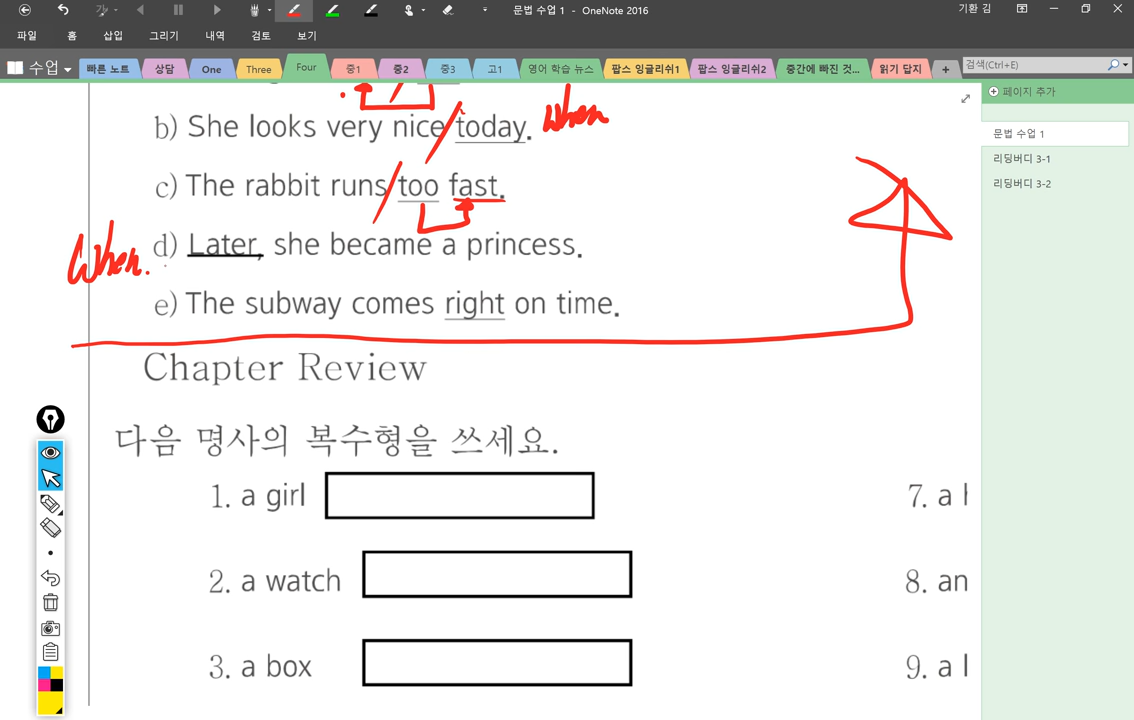 문법 수업 1 - OneNote 2016
기환 김
파일 홈 삽입 그리기 내역 검토 보기
수업 빠른 노트 상담 One Three Four 중1 중2 중3 고1 영어 학습 뉴스 팝스 잉글리쉬1 팝스 잉글리쉬2 중간에 빠진 것... 읽기 답지 + 검색(Ctrl+E)
페이지 추가
문법 수업 1
리딩버디 3-1
리딩버디 3-2
b) She looks very nice today. when
c) The rabbit runs too fast.
When. d) Later, she became a princess.
e) The subway comes right on time.
Chapter Review
다음 명사의 복수형을 쓰세요.
1. a girl
7. a
2. a watch
8. an
3. a box
9. a l